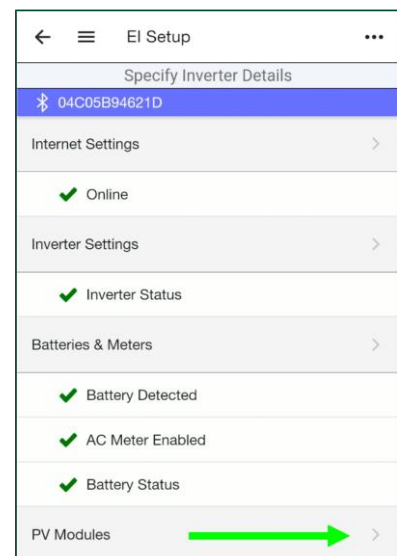 EI Setup
Specify Inverter Details
04C05B94621D
Internet Settings
Online
Inverter Settings
Inverter Status
Batteries & Meters
Battery Detected
AC Meter Enabled
Battery Status
PV Modules